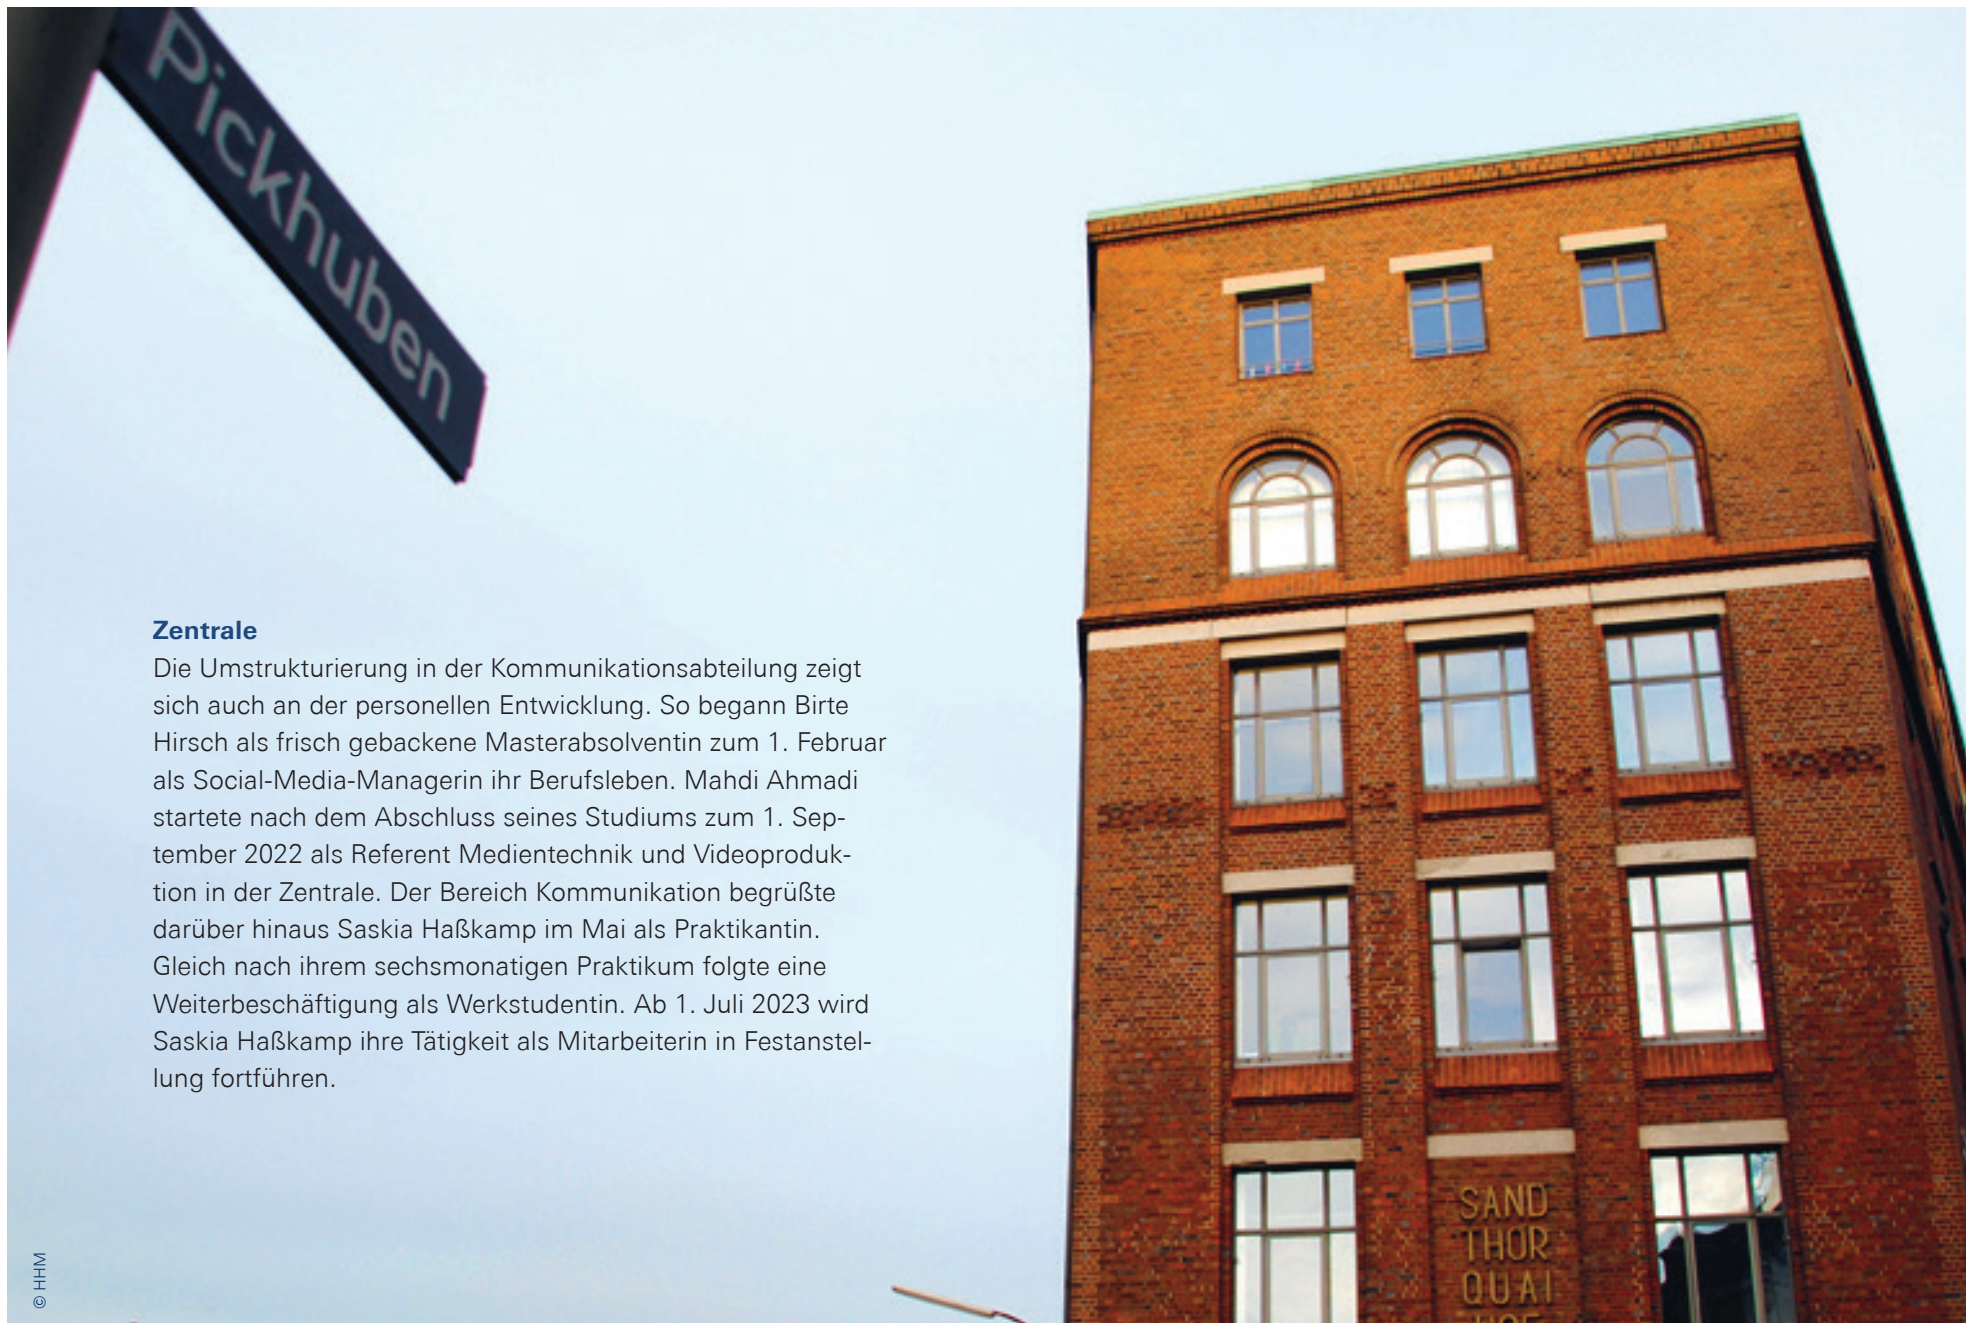 Pickhuben
Zentrale
Die Umstrukturierung in der Kommunikationsabteilung zeigt
sich auch an der personellen Entwicklung. So begann Birte
Hirsch als frisch gebackene Masterabsolventin zum 1. Februar
als Social-Media-Managerin ihr Berufsleben. Mahdi Ahmadi
startete nach dem Abschluss seines Studiums zum 1. Sep-
tember 2022 als Referent Medientechnik und Videoproduk-
tion in der Zentrale. Der Bereich Kommunikation begrüßte
darüber hinaus Saskia Haßkamp im Mai als Praktikantin.
Gleich nach ihrem sechsmonatigen Praktikum folgte eine
Weiterbeschäftigung als Werkstudentin. Ab 1. Juli 2023 wird
Saskia Haßkamp ihre Tätigkeit als Mitarbeiterin in Festanstel-
lung fortführen.
SAND
THOR
QUAI
© HHM